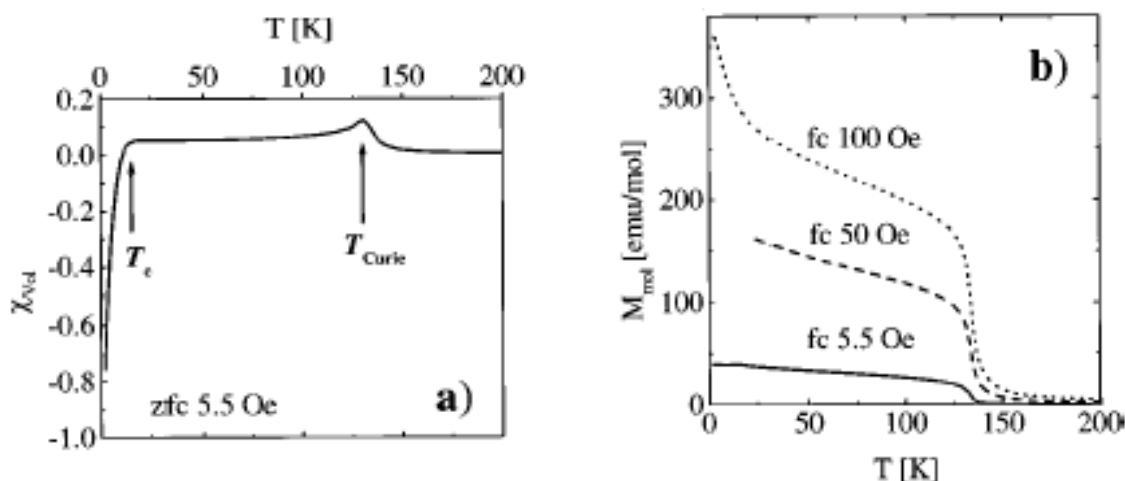 T [K]
0 50 100 150 200
0.2
0.0
-0.2
-0.4
-0.6
-0.8
-1.0
χVol
Tc
TCurie
zfc 5.5 Oe
a)
b)
300
200
100
0
Mmol [emu/mol]
fc 100 Oe
fc 50 Oe
fc 5.5 Oe
0 50 100 150 200
T [K]